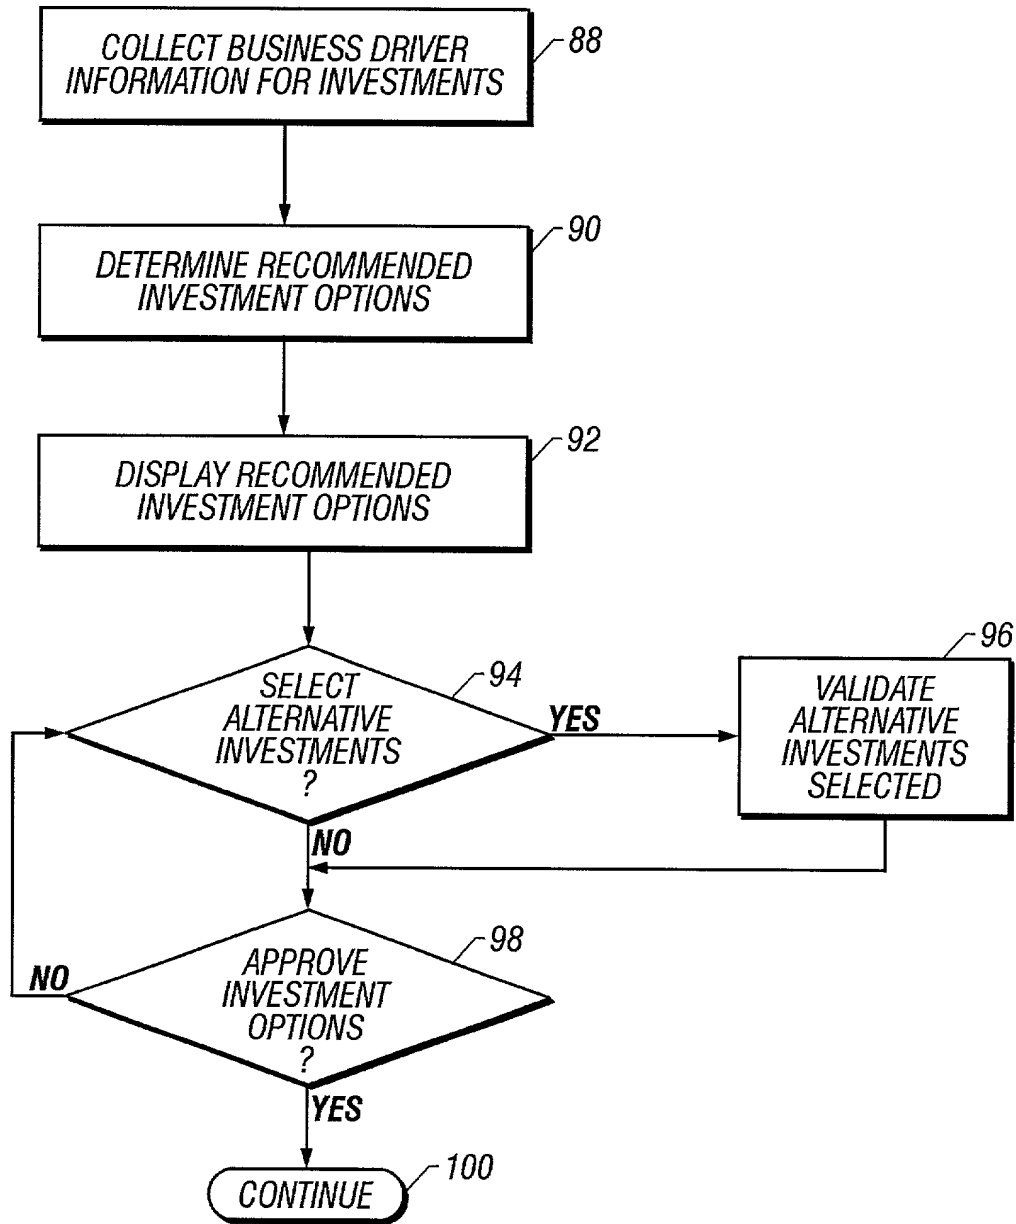 COLLECT BUSINESS DRIVER
INFORMATION FOR INVESTMENTS
88
DETERMINE RECOMMENDED
INVESTMENT OPTIONS
90
DISPLAY RECOMMENDED
INVESTMENT OPTIONS
92
SELECT
ALTERNATIVE
INVESTMENTS
?
94
YES
VALIDATE
ALTERNATIVE
INVESTMENTS
SELECTED
96
NO
APPROVE
INVESTMENT
OPTIONS
?
98
NO
YES
CONTINUE
100